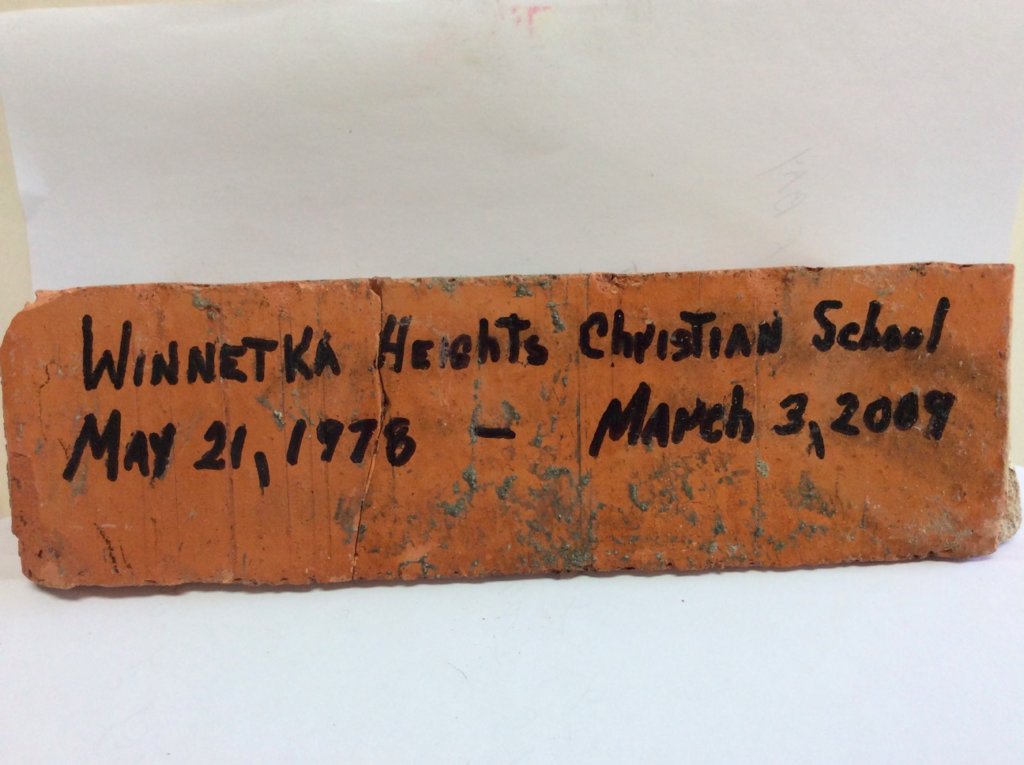 Winnetka Heights Christian School
May 21, 1978 - March 3, 2009